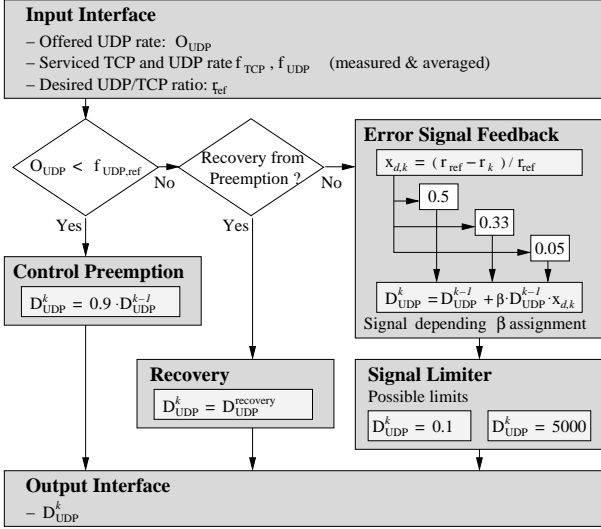 Input Interface
– Offered UDP rate: O_UDP
– Serviced TCP and UDP rate f_TCP , f_UDP (measured & averaged)
– Desired UDP/TCP ratio: r_ref
O_UDP < f_UDP,ref
No
Yes
Recovery from
Preemption ?
No
Yes
Error Signal Feedback
x_d,k = ( r_ref – r_k ) / r_ref
0.5
0.33
0.05
D^k_UDP = D^k-1_UDP + β·D^k-1_UDP·x_d,k
Signal depending β assignment
Control Preemption
D^k_UDP = 0.9 · D^k-1_UDP
Recovery
D^k_UDP = D^recovery_UDP
Signal Limiter
Possible limits
D^k_UDP = 0.1
D^k_UDP = 5000
Output Interface
– D^k_UDP